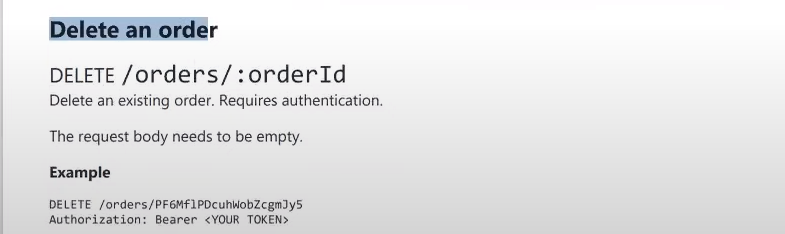 Delete an order
DELETE /orders/:orderId
Delete an existing order. Requires authentication.
The request body needs to be empty.
Example
DELETE /orders/PF6MflPDcuhWobZcgmJy5
Authorization: Bearer <YOUR TOKEN>